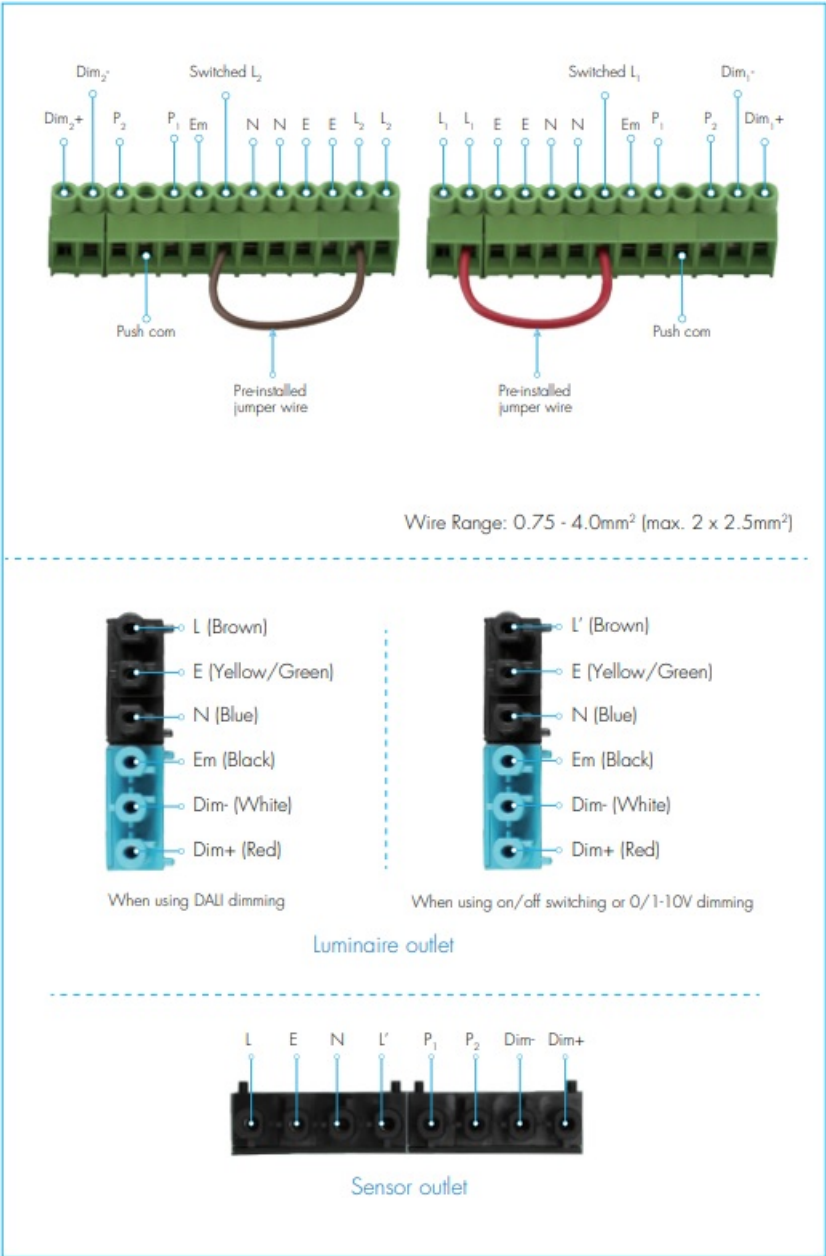 Dim₂- Switched L₂ Switched L₁ Dim₁-
Dim₂+ P₂ P₁ Em N N E E L₂ L₂ L₁ L₁ E E N N Em P₁ P₂ Dim₁+
Push com Push com
Pre-installed
jumper wire
Pre-installed
jumper wire
Wire Range: 0.75 - 4.0mm² (max. 2 x 2.5mm²)
L (Brown)
E (Yellow/Green)
N (Blue)
Em (Black)
Dim- (White)
Dim+ (Red)
When using DALI dimming
L’ (Brown)
E (Yellow/Green)
N (Blue)
Em (Black)
Dim- (White)
Dim+ (Red)
When using on/off switching or 0/1-10V dimming
Luminaire outlet
L E N L’ P₁ P₂ Dim- Dim+
Sensor outlet